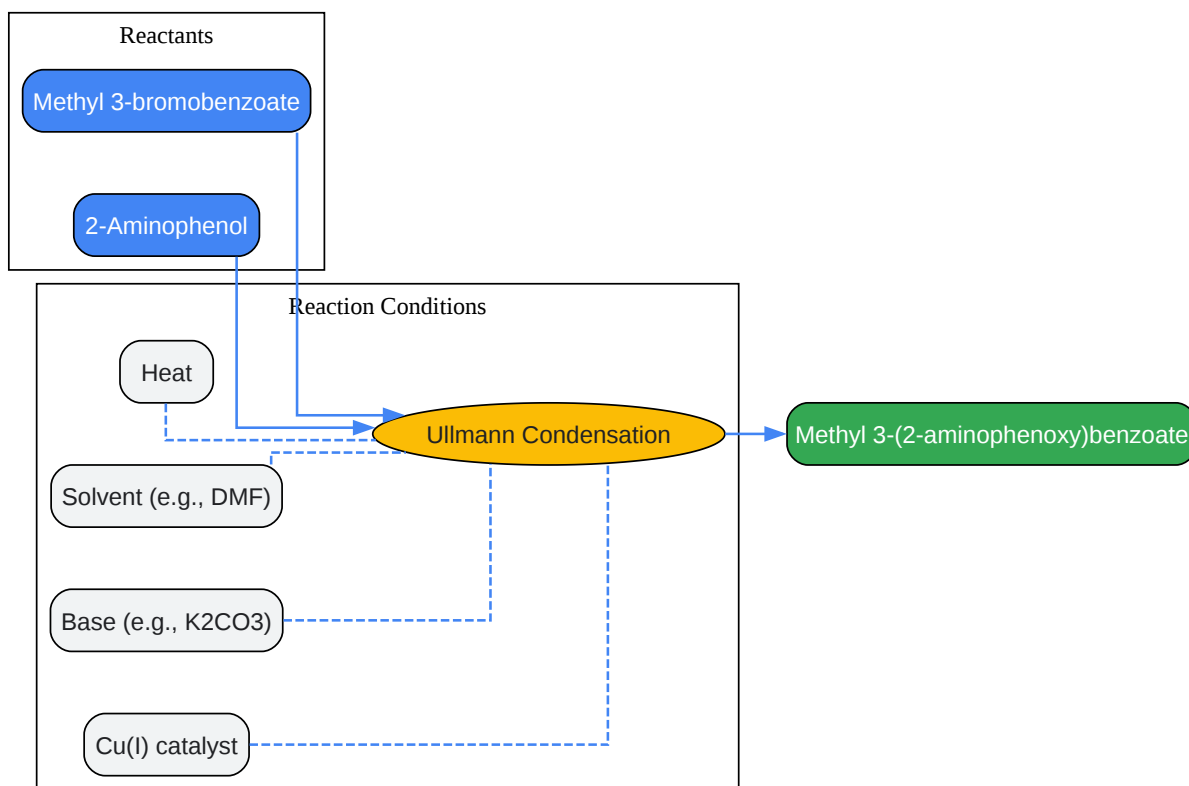 Reactants
Methyl 3-bromobenzoate
2-Aminophenol
Reaction Conditions
Heat
Ullmann Condensation
Methyl 3-(2-aminophenoxy)benzoate
Solvent (e.g., DMF)
Base (e.g., K2CO3)
Cu(I) catalyst